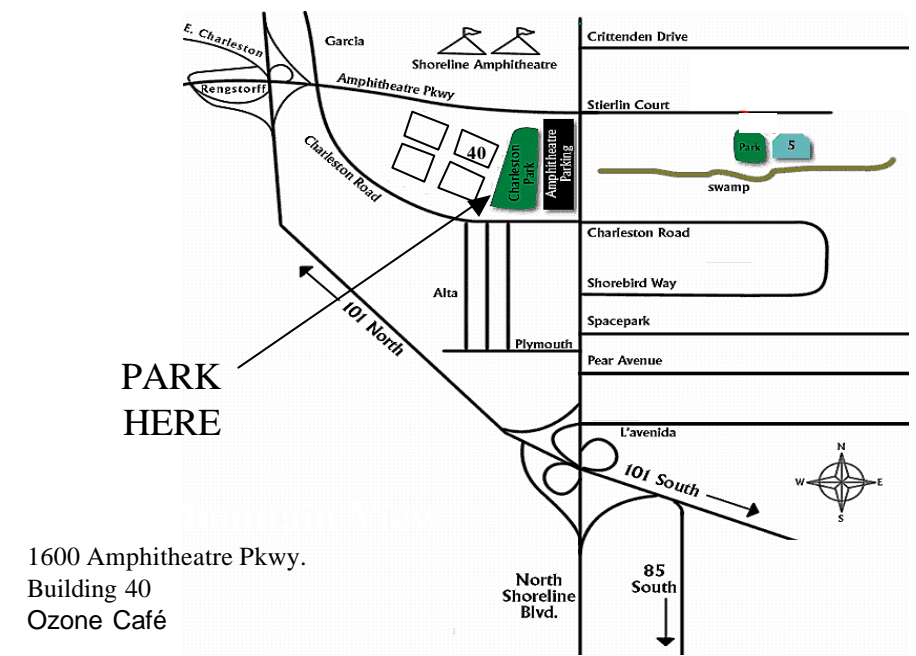 E. Charleston
Garcia
Crittenden Drive
Shoreline Amphitheatre
Rengstorff
Amphitheatre Pkwy
Stierlin Court
Charleston Road
40
Charleston
Park
Amphitheatre
Parking
Park
5
swamp
Charleston Road
Alta
Shorebird Way
101 North
Spacepark
Plymouth
Pear Avenue
PARK
HERE
L'avenida
101 South
N
W
E
S
1600 Amphitheatre Pkwy.
Building 40
Ozone Café
North
Shoreline
Blvd.
85
South